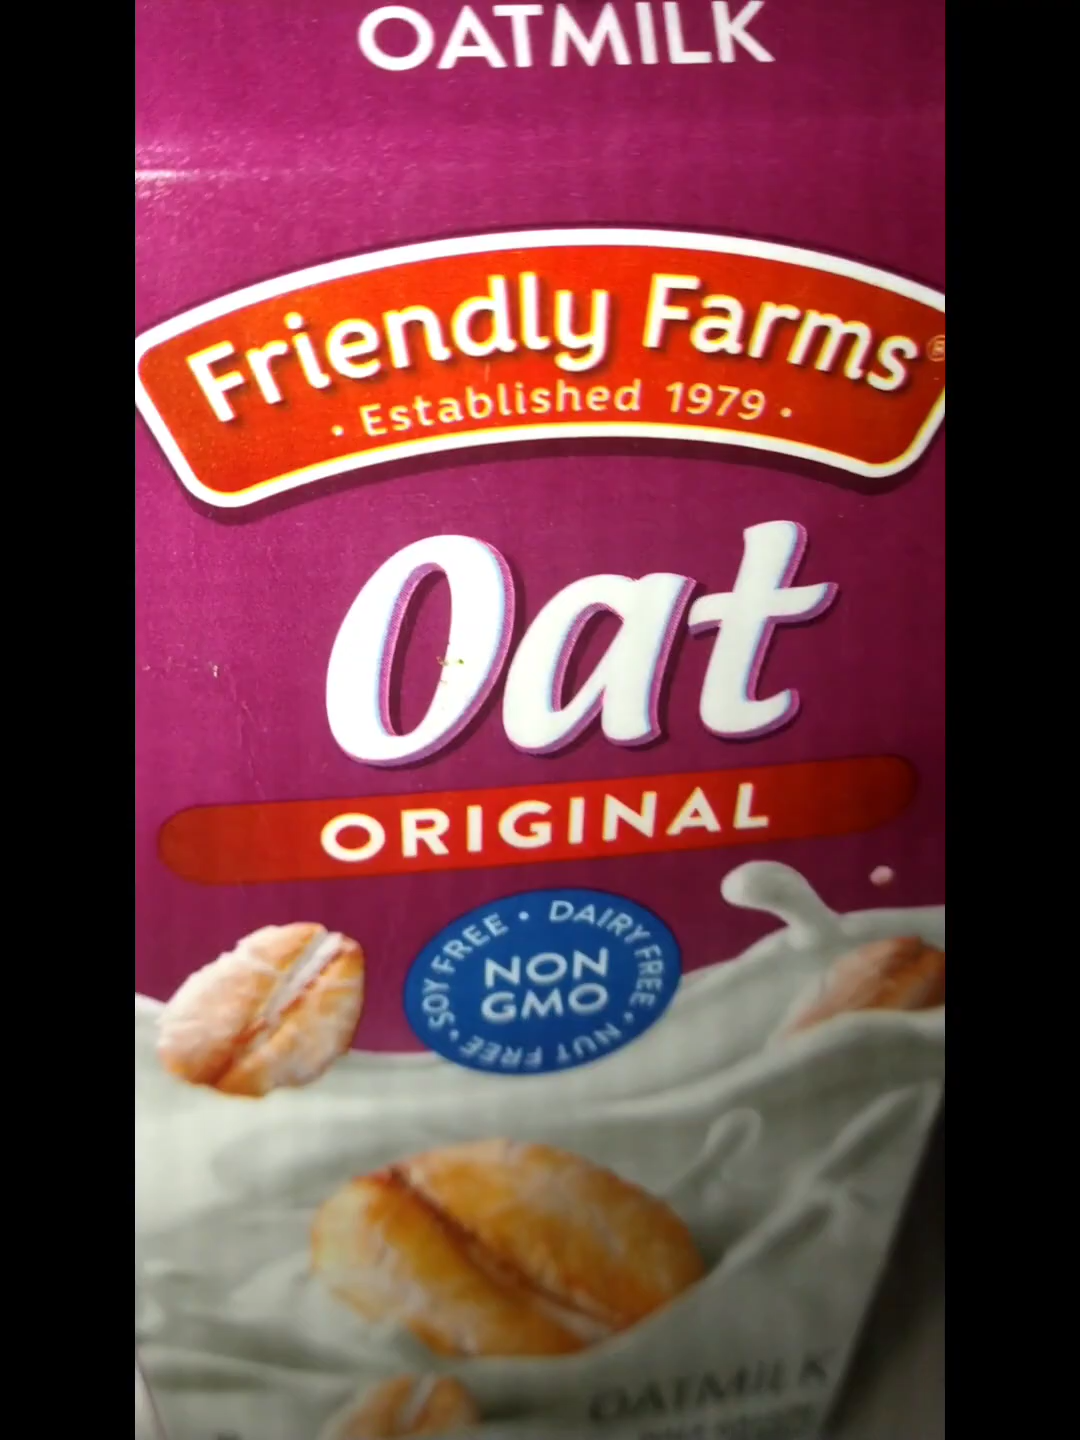 OATMILK
Friendly Farms®
· Established 1979 ·
Oat
ORIGINAL
SOY FREE · DAIRY FREE · NUT FREE ·
NON
GMO
OATMILK